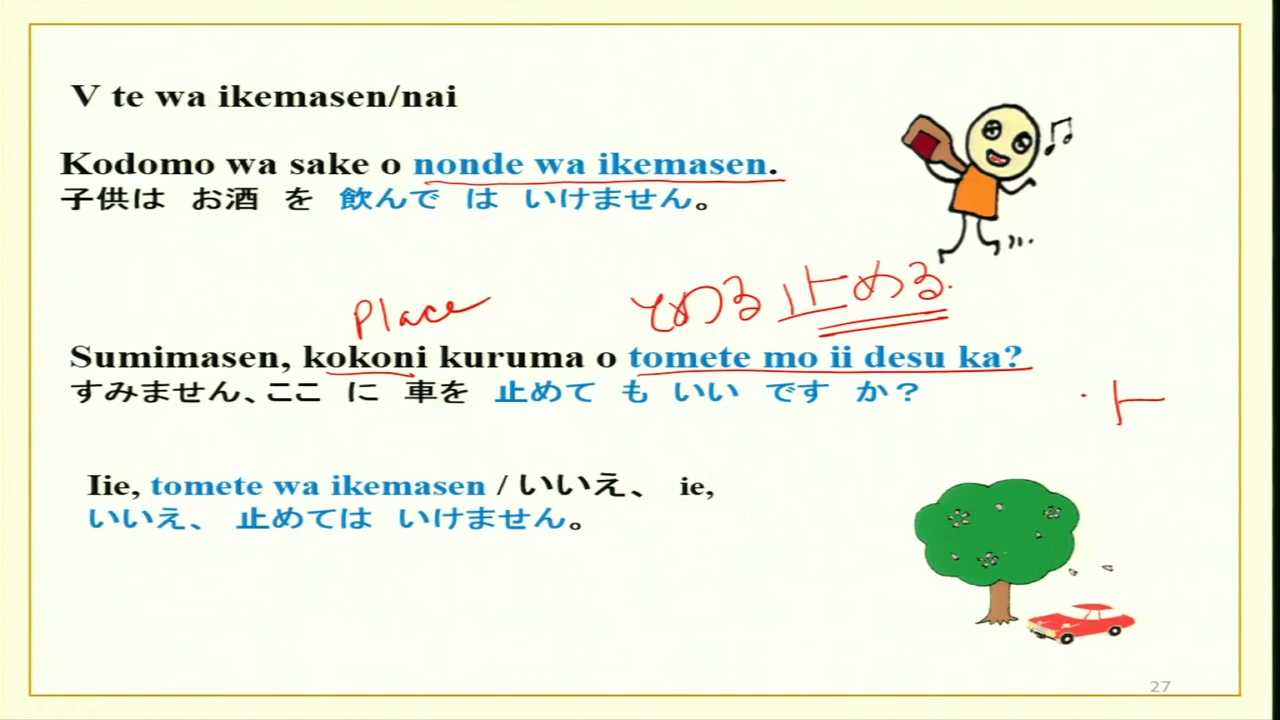 V te wa ikemasen/nai
Kodomo wa sake o nonde wa ikemasen.
子供は お酒 を 飲んで は いけません。
Place とめる 止める.
Sumimasen, kokoni kuruma o tomete mo ii desu ka?
すみません、ここ に 車を 止めて も いい です か？
ト
Iie, tomete wa ikemasen / いいえ、 ie,
いいえ、 止めては いけません。
27